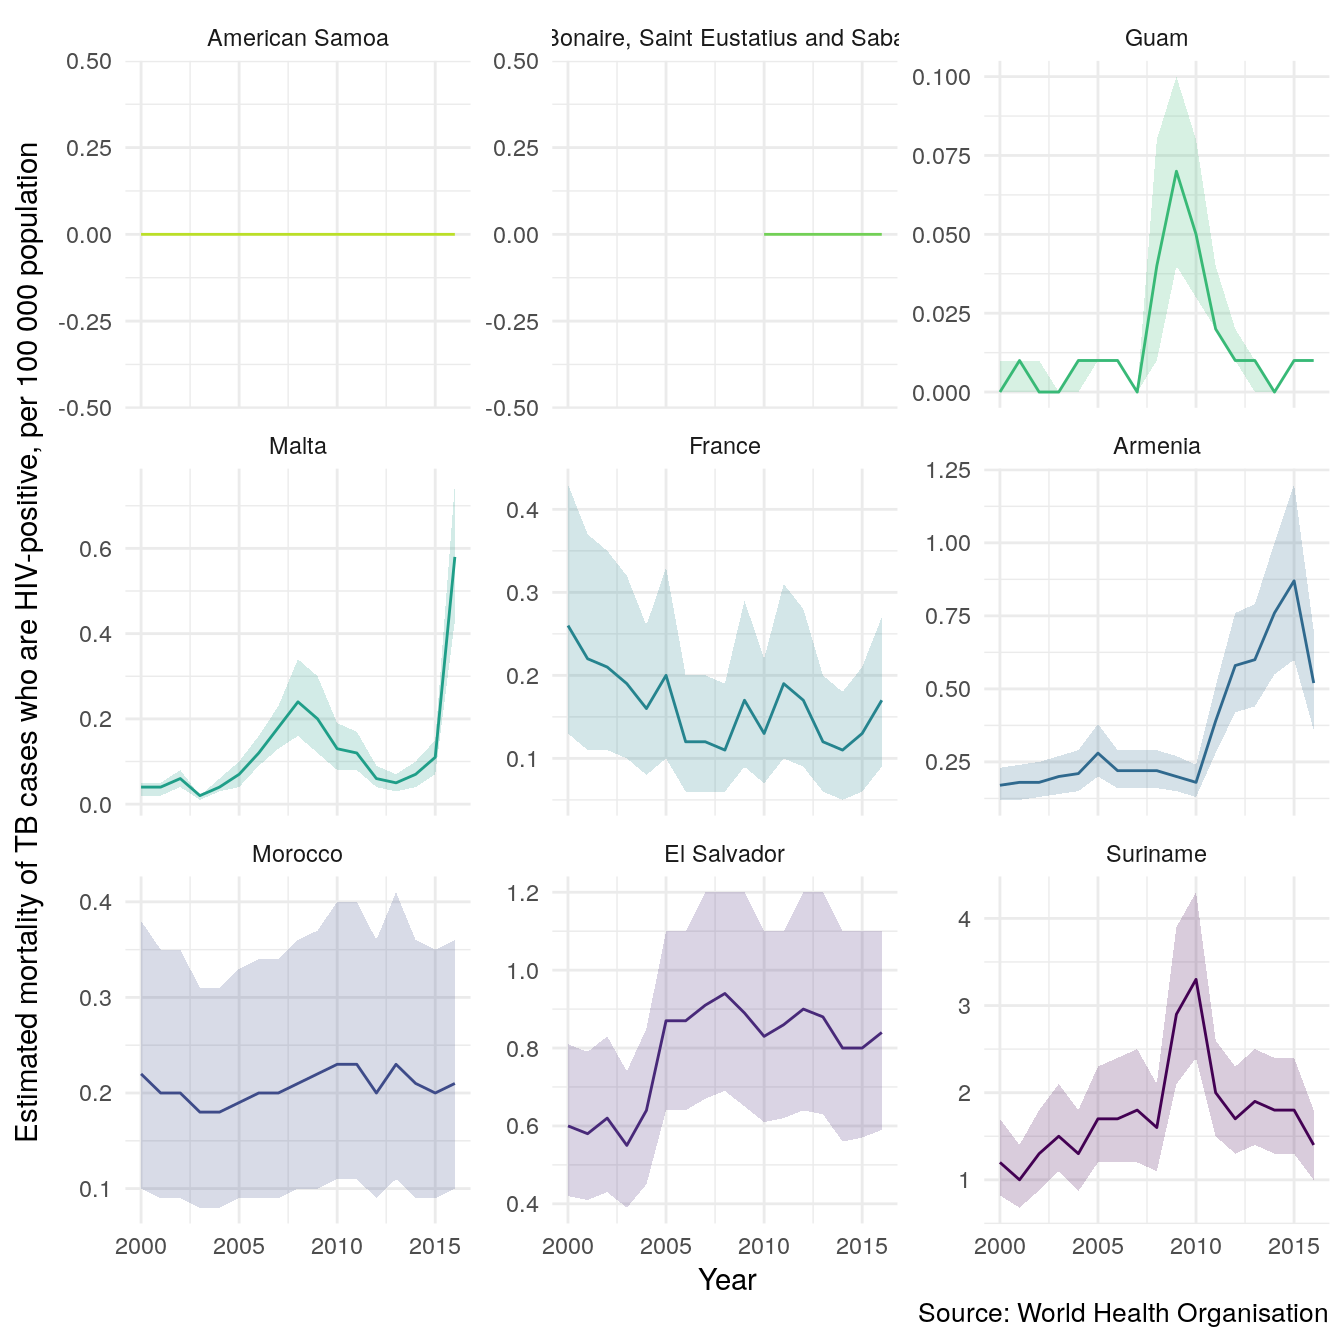 American Samoa
Bonaire, Saint Eustatius and Saba
Guam
0.50
0.25
0.00
-0.25
-0.50
0.50
0.25
0.00
-0.25
-0.50
0.100
0.075
0.050
0.025
0.000
Malta
France
Armenia
0.6
0.4
0.2
0.0
0.4
0.3
0.2
0.1
1.25
1.00
0.75
0.50
0.25
Morocco
El Salvador
Suriname
0.4
0.3
0.2
0.1
1.2
1.0
0.8
0.6
0.4
4
3
2
1
2000 2005 2010 2015
2000 2005 2010 2015
2000 2005 2010 2015
Estimated mortality of TB cases who are HIV-positive, per 100 000 population
Year
Source: World Health Organisation